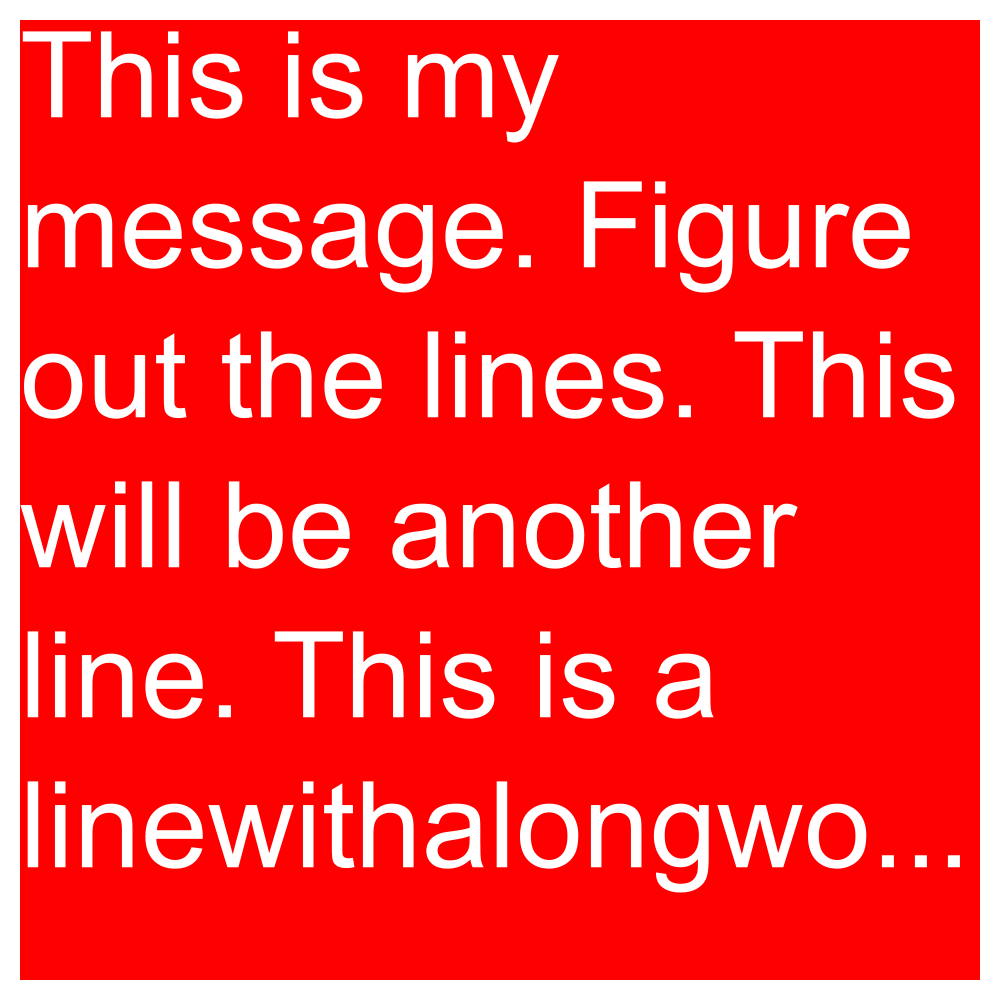 This is my
message. Figure
out the lines. This
will be another
line. This is a
linewithalongwo...